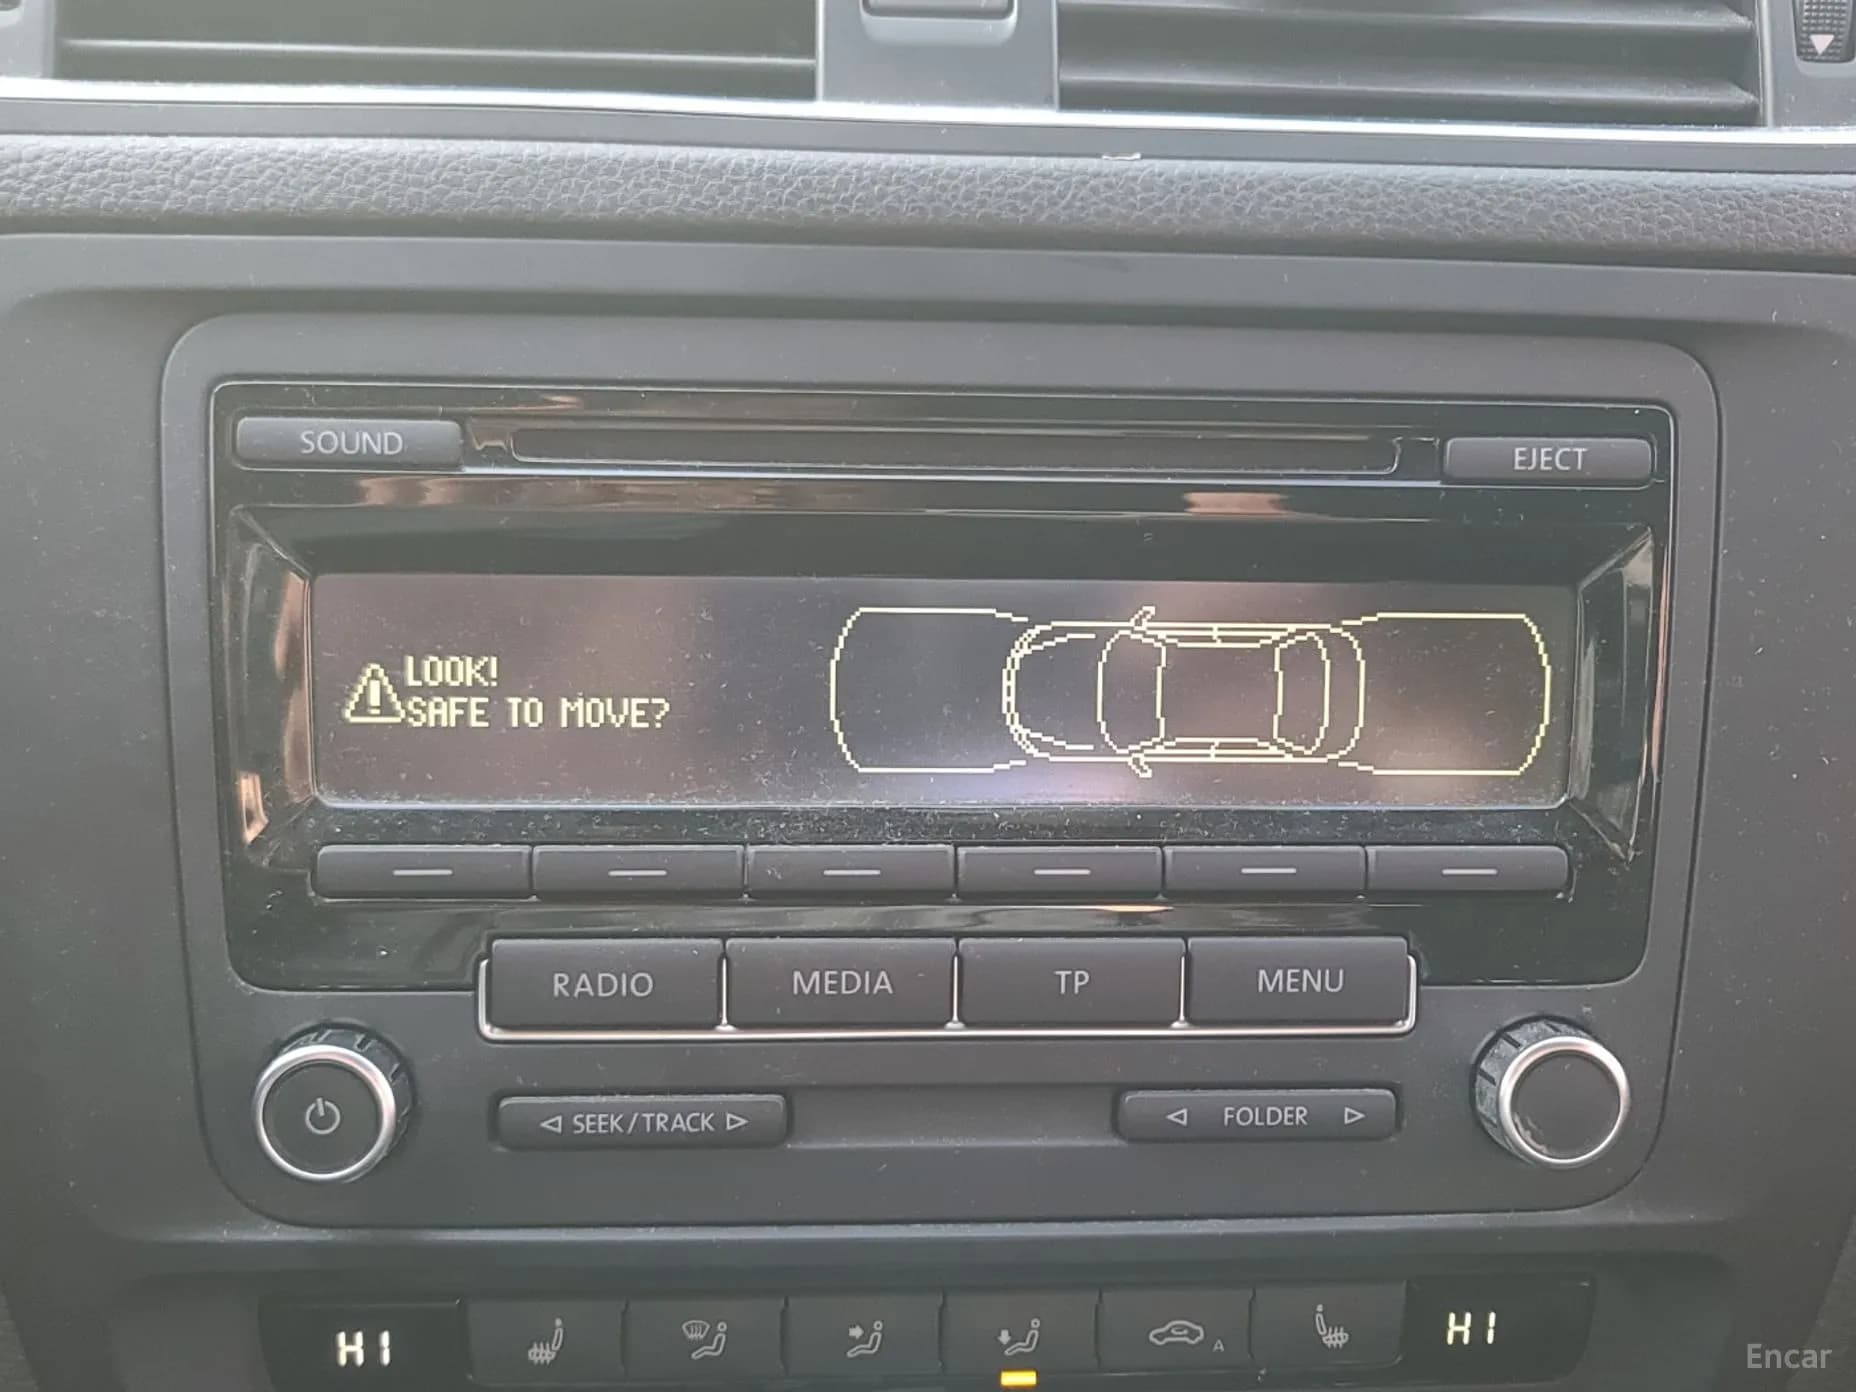 SOUND
EJECT
LOOK!
SAFE TO MOVE?
RADIO
MEDIA
TP
MENU
SEEK/TRACK
FOLDER
HI
A
HI
Encar